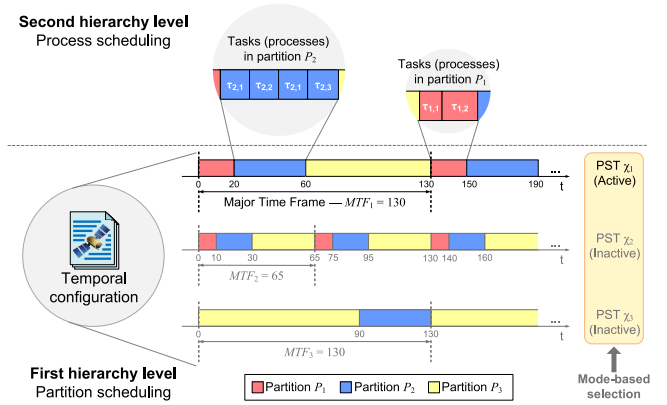 Second hierarchy level
Process scheduling
Tasks (processes)
in partition P2
τ2,1 τ2,2 τ2,1 τ2,3
Tasks (processes)
in partition P1
τ1,1 τ1,2
0 20 60 130 150 190 t
...
Major Time Frame — MTF1 = 130
PST χ1
(Active)
Temporal
configuration
0 10 30 65 75 95 130 140 160 t
...
MTF2 = 65
PST χ2
(Inactive)
0 90 130 t
...
MTF3 = 130
PST χ3
(Inactive)
First hierarchy level
Partition scheduling
Partition P1 Partition P2 Partition P3
Mode-based
selection